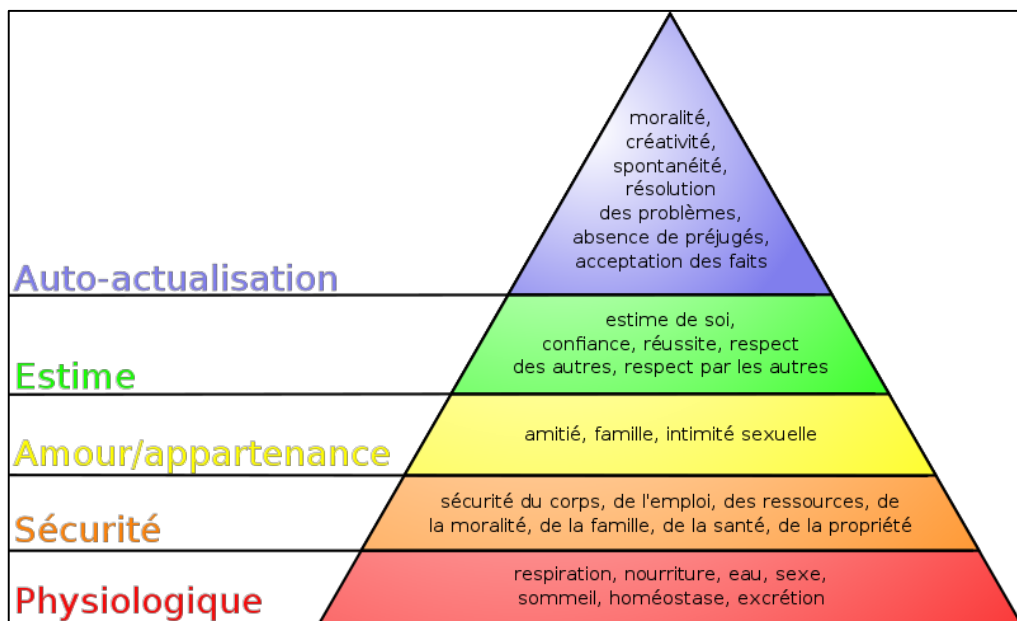 moralité,
créativité,
spontanéité,
résolution
des problèmes,
absence de préjugés,
acceptation des faits
Auto-actualisation
estime de soi,
confiance, réussite, respect
des autres, respect par les autres
Estime
amitié, famille, intimité sexuelle
Amour/appartenance
sécurité du corps, de l'emploi, des ressources, de
la moralité, de la famille, de la santé, de la propriété
Sécurité
respiration, nourriture, eau, sexe,
sommeil, homéostase, excrétion
Physiologique